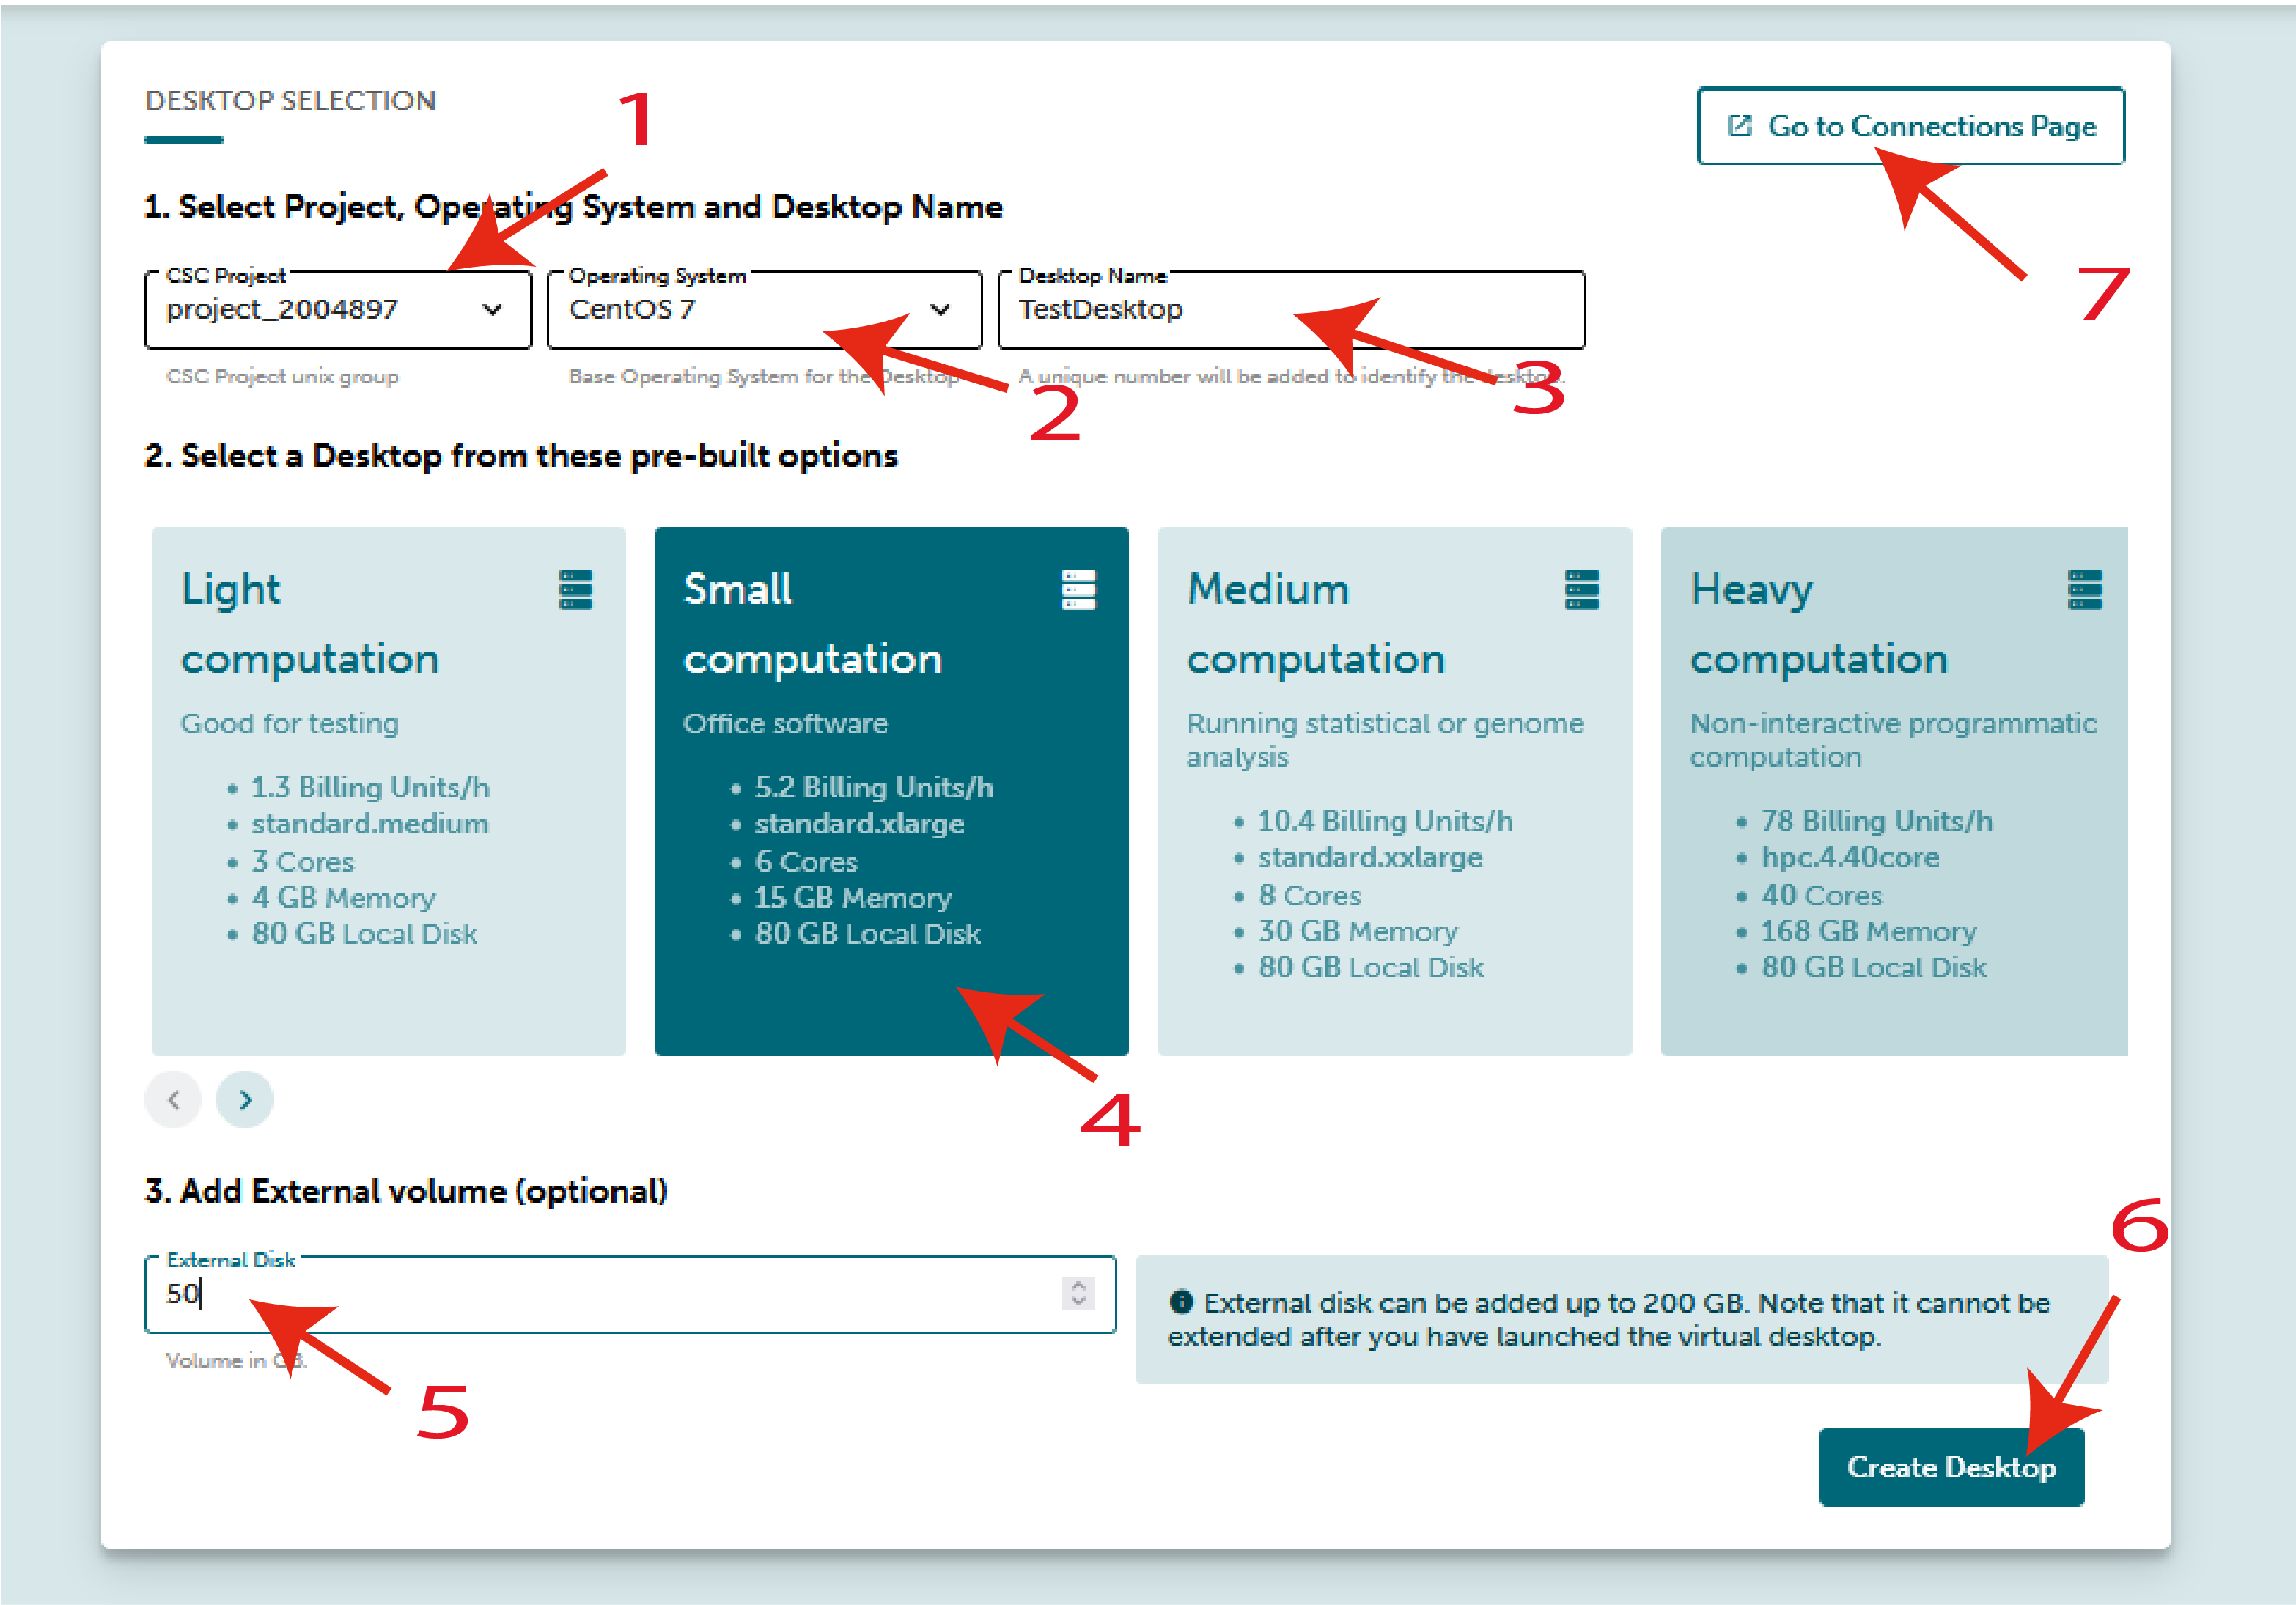 DESKTOP SELECTION
1
Go to Connections Page
1. Select Project, Operating System and Desktop Name
7
CSC Project
project_2004897
Operating System
CentOS 7
Desktop Name
TestDesktop
CSC Project unix group
Base Operating System for the Desktop
A unique number will be added to identify the desktop.
2
3
2. Select a Desktop from these pre-built options
Light
computation
Good for testing
• 1.3 Billing Units/h
• standard.medium
• 3 Cores
• 4 GB Memory
• 80 GB Local Disk
Small
computation
Office software
• 5.2 Billing Units/h
• standard.xlarge
• 6 Cores
• 15 GB Memory
• 80 GB Local Disk
Medium
computation
Running statistical or genome
analysis
• 10.4 Billing Units/h
• standard.xxlarge
• 8 Cores
• 30 GB Memory
• 80 GB Local Disk
Heavy
computation
Non-interactive programmatic
computation
• 78 Billing Units/h
• hpc.4.40core
• 40 Cores
• 168 GB Memory
• 80 GB Local Disk
4
3. Add External volume (optional)
6
External Disk
50
Volume in GB.
5
External disk can be added up to 200 GB. Note that it cannot be
extended after you have launched the virtual desktop.
Create Desktop